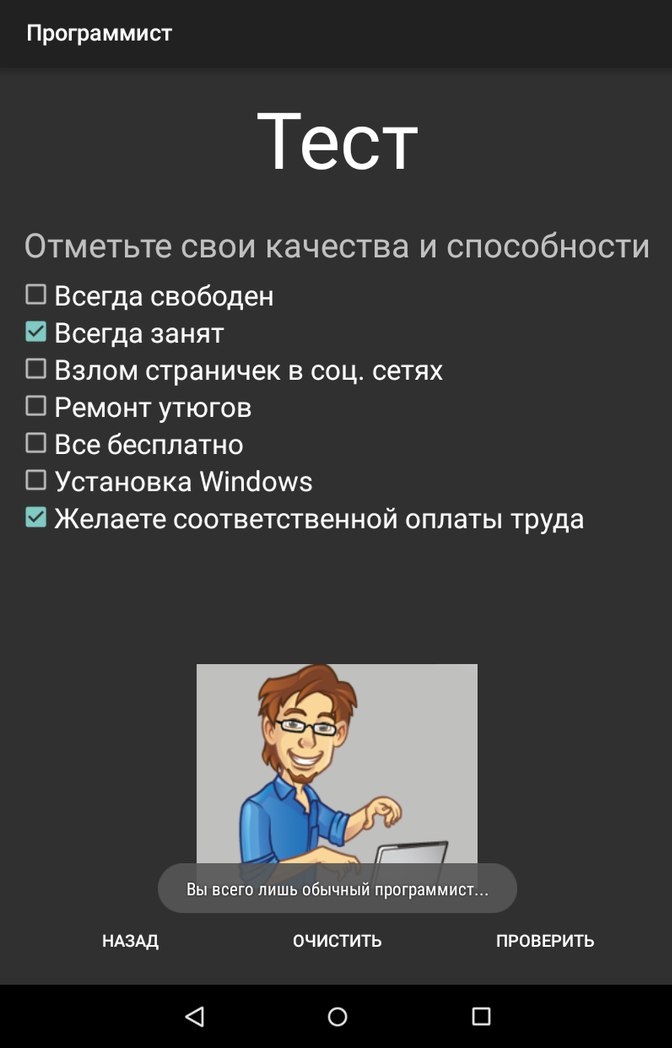 Программист
Тест
Отметьте свои качества и способности
Всегда свободен
Всегда занят
Взлом страничек в соц. сетях
Ремонт утюгов
Все бесплатно
Установка Windows
Желаете соответственной оплаты труда
Вы всего лишь обычный программист...
НАЗАД ОЧИСТИТЬ ПРОВЕРИТЬ